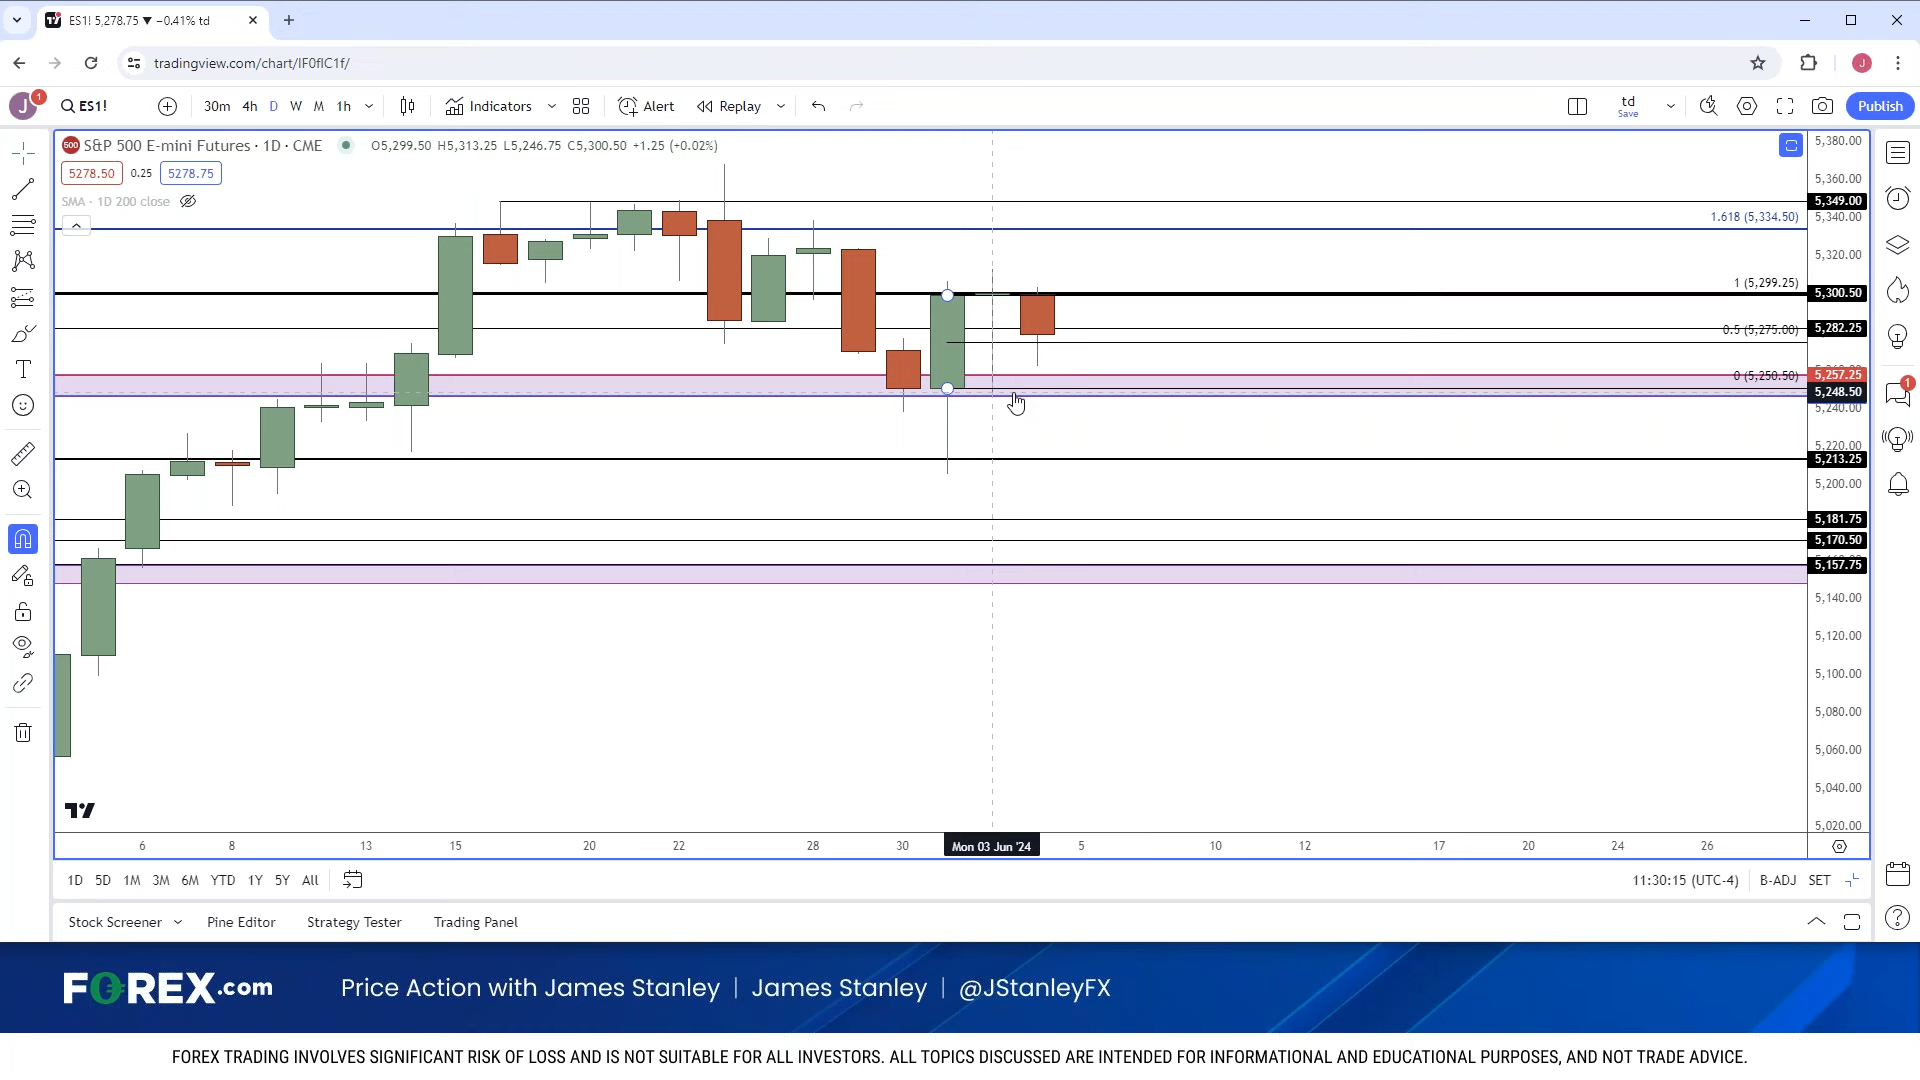 ES1! 5,278.75 ▼ −0.41% td
tradingview.com/chart/IF0flC1f/
J 1 ES1! 30m 4h D W M 1h Indicators Alert Replay td Save Publish
S&P 500 E-mini Futures · 1D · CME O5,299.50 H5,313.25 L5,246.75 C5,300.50 +1.25 (+0.02%)
5278.50 0.25 5278.75
SMA · 1D 200 close
5,380.00
5,360.00
5,349.00
1.618 (5,334.50) 5,340.00
5,320.00
1 (5,299.25)
5,300.50
0.5 (5,275.00) 5,282.25
0 (5,250.50) 5,257.25
5,248.50
5,240.00
5,220.00
5,213.25
5,200.00
5,181.75
5,170.50
5,157.75
5,140.00
5,120.00
5,100.00
5,080.00
5,060.00
5,040.00
5,020.00
6 8 13 15 20 22 28 30 Mon 03 Jun '24 5 10 12 17 20 24 26
1D 5D 1M 3M 6M YTD 1Y 5Y All 11:30:15 (UTC-4) B-ADJ SET
Stock Screener Pine Editor Strategy Tester Trading Panel
FOREX.com Price Action with James Stanley | James Stanley | @JStanleyFX
FOREX TRADING INVOLVES SIGNIFICANT RISK OF LOSS AND IS NOT SUITABLE FOR ALL INVESTORS. ALL TOPICS DISCUSSED ARE INTENDED FOR INFORMATIONAL AND EDUCATIONAL PURPOSES, AND NOT TRADE ADVICE.